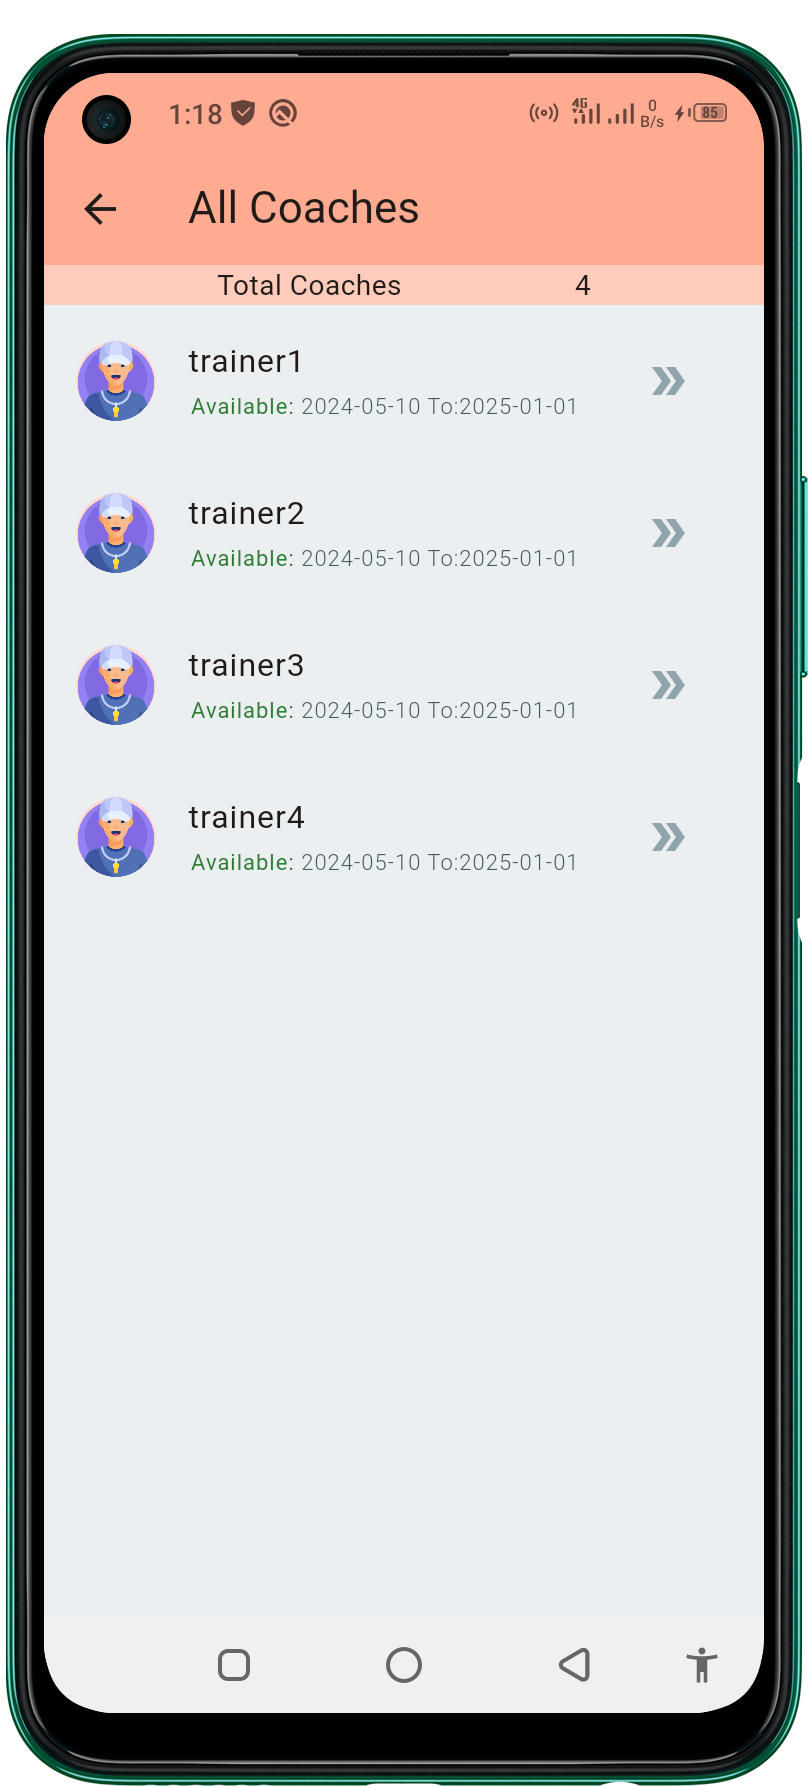 1:18 4G 0 B/s 85
All Coaches
Total Coaches 4
trainer1
Available: 2024-05-10 To:2025-01-01
trainer2
Available: 2024-05-10 To:2025-01-01
trainer3
Available: 2024-05-10 To:2025-01-01
trainer4
Available: 2024-05-10 To:2025-01-01